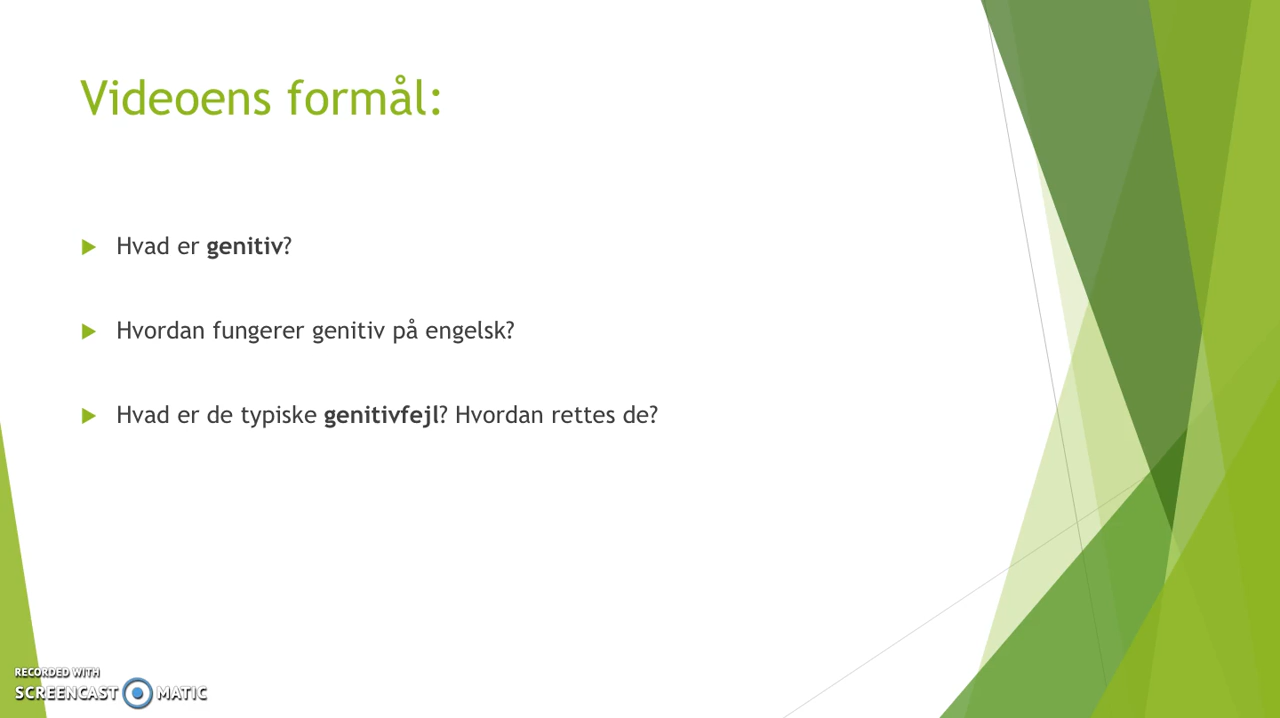 Videoens formål:
Hvad er genitiv?
Hvordan fungerer genitiv på engelsk?
Hvad er de typiske genitivfejl? Hvordan rettes de?
RECORDED WITH
SCREENCAST MATIC